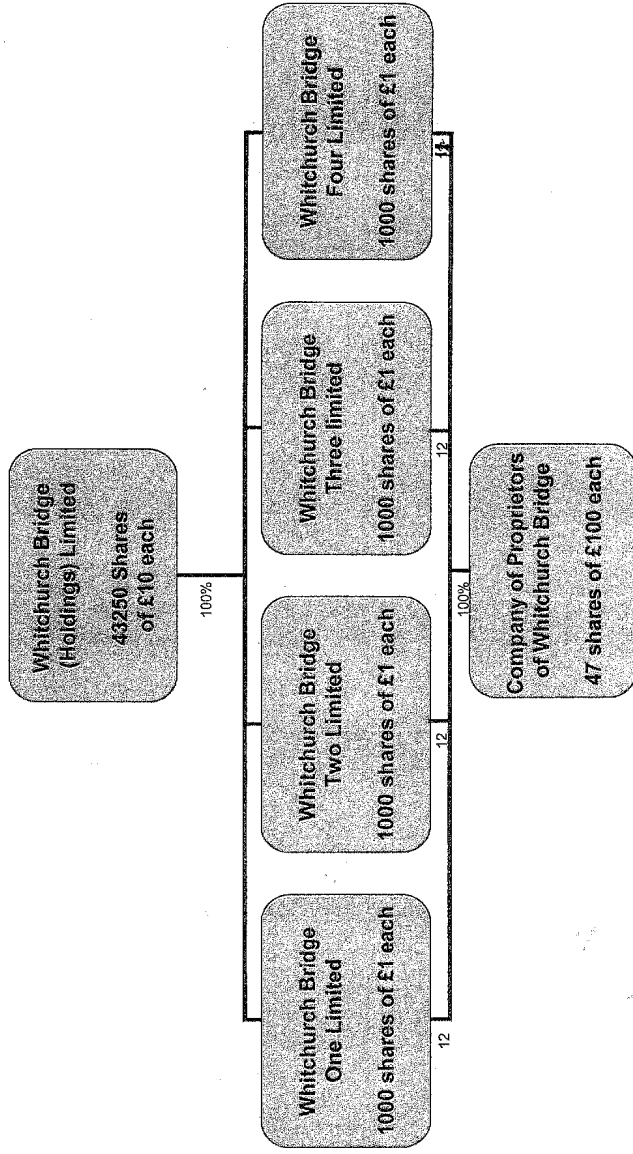 Whitchurch Bridge
(Holdings) Limited
43250 Shares
of £10 each
100%
Whitchurch Bridge
One Limited
1000 shares of £1 each
Whitchurch Bridge
Two Limited
1000 shares of £1 each
Whitchurch Bridge
Three limited
1000 shares of £1 each
Whitchurch Bridge
Four Limited
1000 shares of £1 each
12
12
12
11
100%
Company of Proprietors
of Whitchurch Bridge
47 shares of £100 each